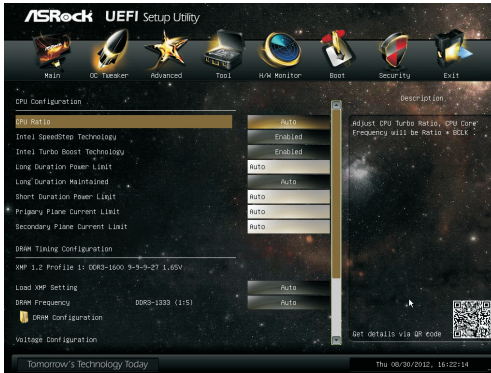 ASRock UEFI Setup Utility
Main OC Tweaker Advanced Tool H/W Monitor Boot Security Exit
CPU Configuration
CPU Ratio Auto
Intel SpeedStep Technology Enabled
Intel Turbo Boost Technology Enabled
Long Duration Power Limit Auto
Long Duration Maintained Auto
Short Duration Power Limit Auto
Primary Plane Current Limit Auto
Secondary Plane Current Limit Auto
DRAM Timing Configuration
XMP 1.2 Profile 1: DDR3-1600 9-9-9-27 1.65V
Load XMP Setting Auto
DRAM Frequency DDR3-1333 (1:5) Auto
DRAM Configuration
Voltage Configuration
Description
Adjust CPU Turbo Ratio, CPU Core
Frequency will be Ratio * BCLK .
Get details via QR code
Tomorrow's Technology Today
Thu 08/30/2012, 16:22:14